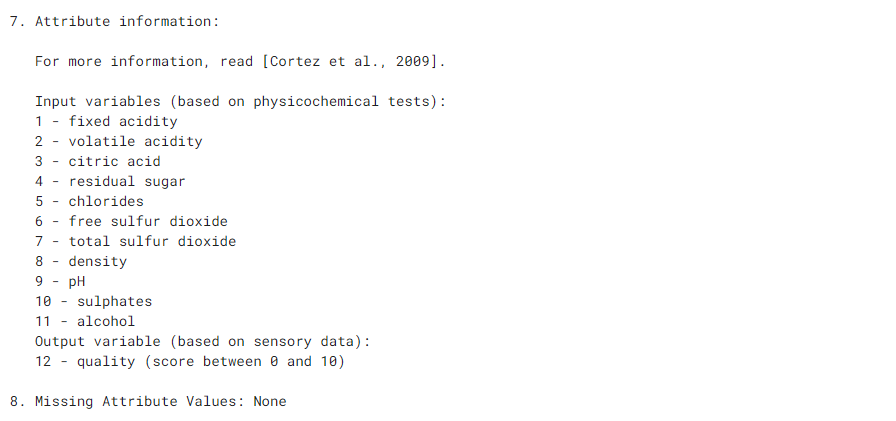 7. Attribute information:
For more information, read [Cortez et al., 2009].
Input variables (based on physicochemical tests):
1 - fixed acidity
2 - volatile acidity
3 - citric acid
4 - residual sugar
5 - chlorides
6 - free sulfur dioxide
7 - total sulfur dioxide
8 - density
9 - pH
10 - sulphates
11 - alcohol
Output variable (based on sensory data):
12 - quality (score between 0 and 10)
8. Missing Attribute Values: None